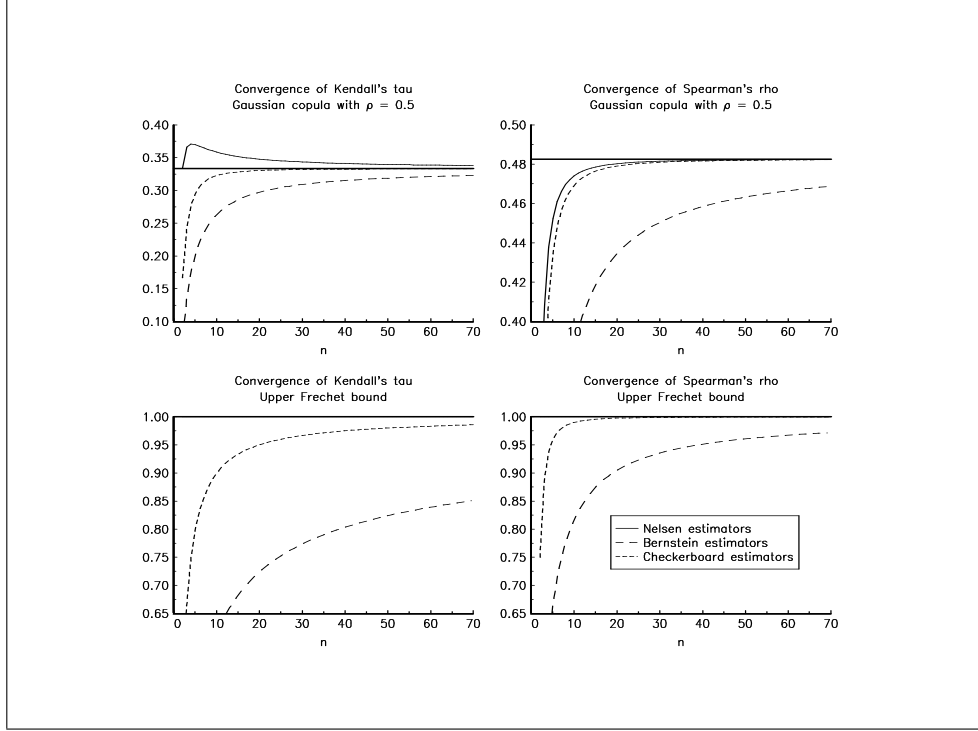 Convergence of Kendall's tau
Gaussian copula with ρ = 0.5
0.40
0.35
0.30
0.25
0.20
0.15
0.10
0 10 20 30 40 50 60 70
n
Convergence of Spearman's rho
Gaussian copula with ρ = 0.5
0.50
0.48
0.46
0.44
0.42
0.40
0 10 20 30 40 50 60 70
n
Convergence of Kendall's tau
Upper Frechet bound
1.00
0.95
0.90
0.85
0.80
0.75
0.70
0.65
0 10 20 30 40 50 60 70
n
Convergence of Spearman's rho
Upper Frechet bound
1.00
0.95
0.90
0.85
0.80
0.75
0.70
0.65
Nelsen estimators
Bernstein estimators
Checkerboard estimators
0 10 20 30 40 50 60 70
n